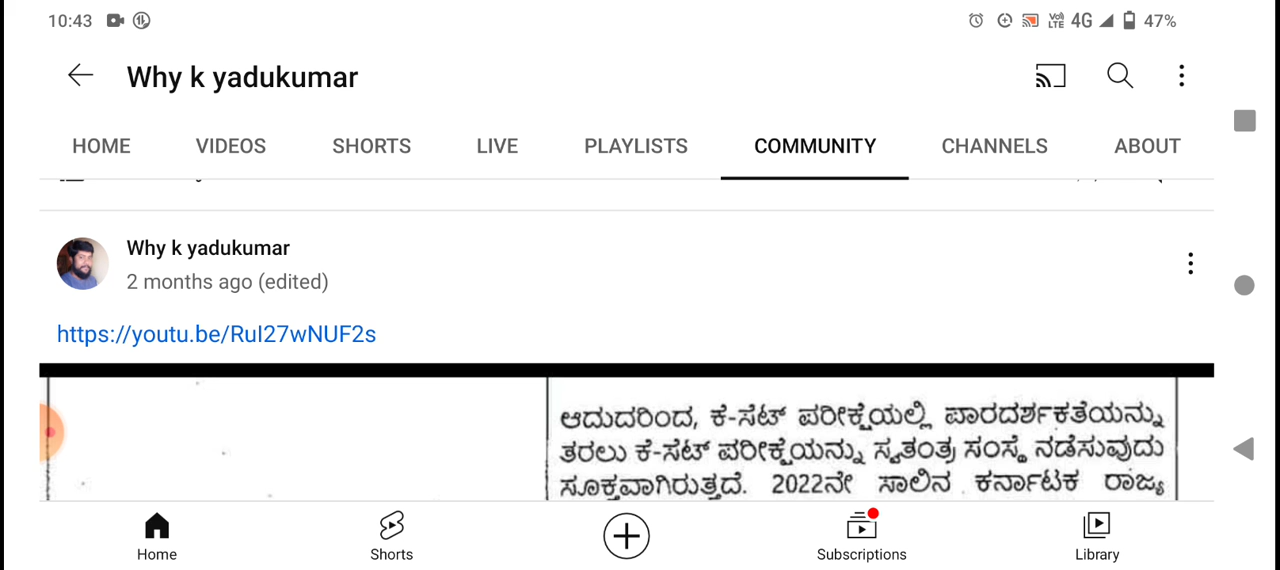 10:43
VoI) LTE 4G 47%
Why k yadukumar
HOME VIDEOS SHORTS LIVE PLAYLISTS COMMUNITY CHANNELS ABOUT
Why k yadukumar
2 months ago (edited)
https://youtu.be/RuI27wNUF2s
ಆದುದರಿಂದ, ಕೆ-ಸೆಟ್ ಪರೀಕ್ಷೆಯಲ್ಲಿ ಪಾರದರ್ಶಕತೆಯನ್ನು
ತರಲು ಕೆ-ಸೆಟ್ ಪರೀಕ್ಷೆಯನ್ನು ಸ್ವತಂತ್ರ ಸಂಸ್ಥೆ ನಡೆಸುವುದು
ಸೂಕ್ತವಾಗಿರುತ್ತದೆ. 2022ನೇ ಸಾಲಿನ ಕರ್ನಾಟಕ ರಾಜ್ಯ
Home Shorts Subscriptions Library